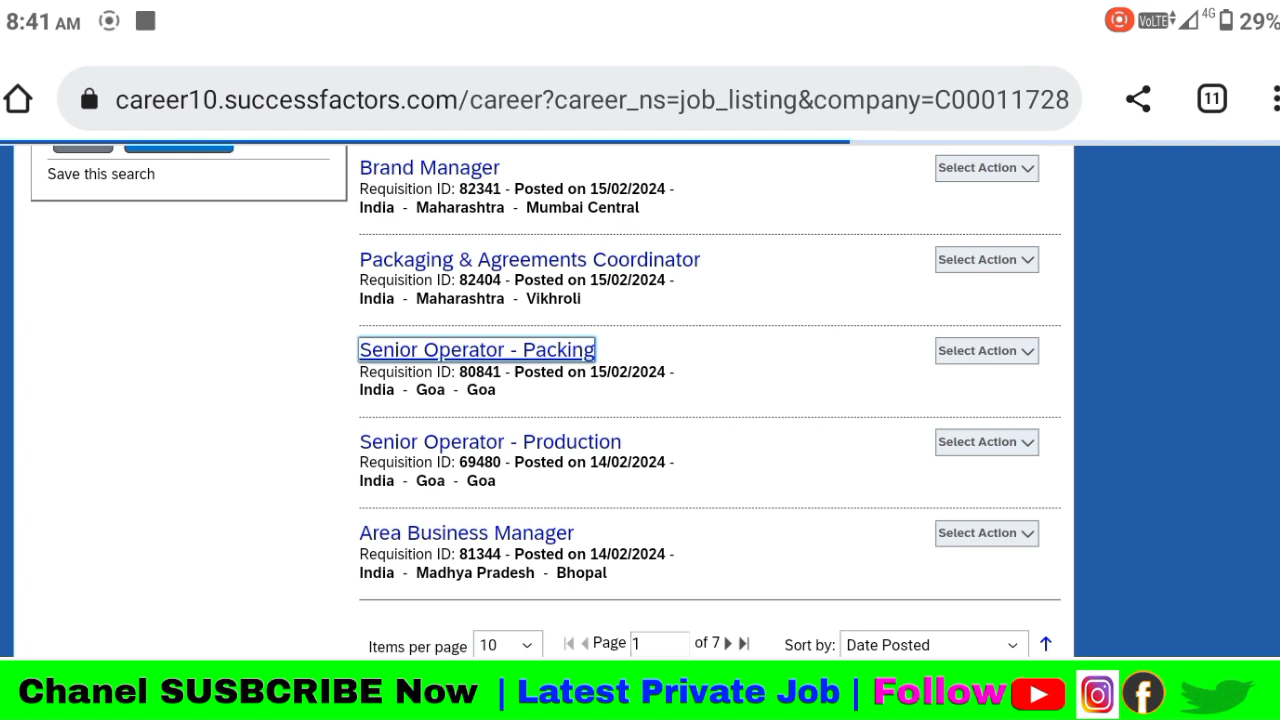 8:41 AM VoLTE 4G 29%
career10.successfactors.com/career?career_ns=job_listing&company=C00011728 11
Save this search
Brand Manager Select Action
Requisition ID: 82341 - Posted on 15/02/2024 -
India - Maharashtra - Mumbai Central
Packaging & Agreements Coordinator Select Action
Requisition ID: 82404 - Posted on 15/02/2024 -
India - Maharashtra - Vikhroli
Senior Operator - Packing Select Action
Requisition ID: 80841 - Posted on 15/02/2024 -
India - Goa - Goa
Senior Operator - Production Select Action
Requisition ID: 69480 - Posted on 14/02/2024 -
India - Goa - Goa
Area Business Manager Select Action
Requisition ID: 81344 - Posted on 14/02/2024 -
India - Madhya Pradesh - Bhopal
Items per page 10 Page 1 of 7 Sort by: Date Posted
Chanel SUSBCRIBE Now | Latest Private Job | Follow